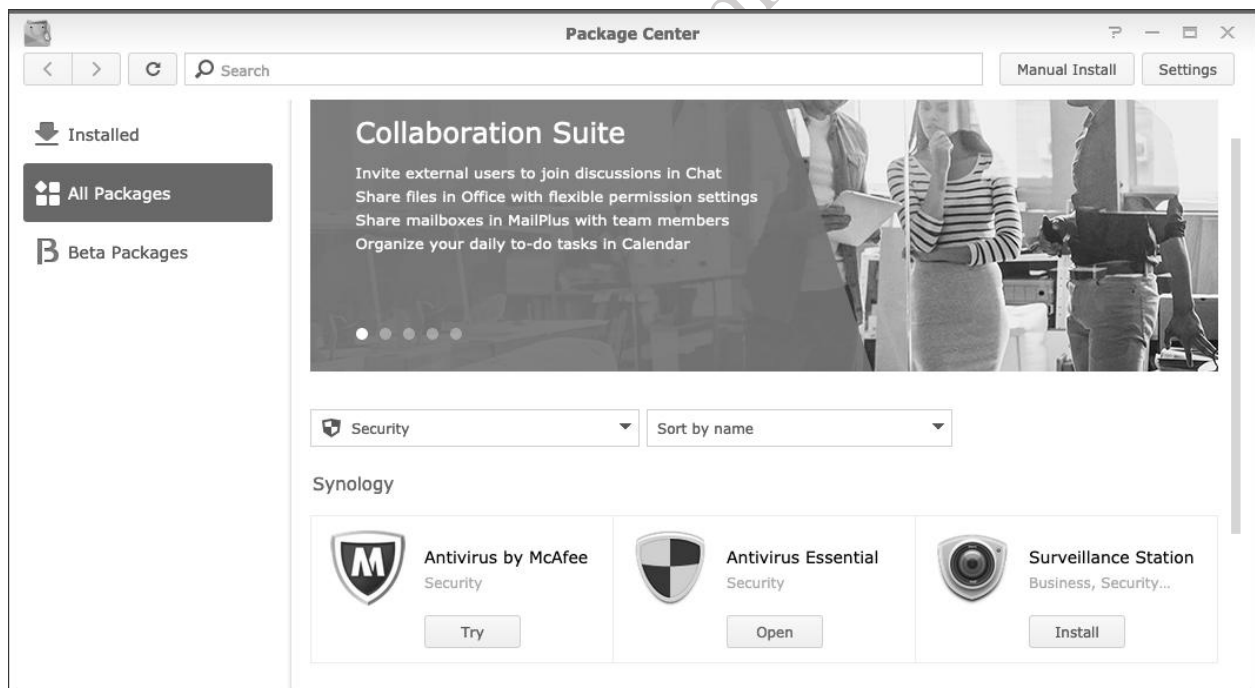 Package Center
Search
Manual Install
Settings
Installed
All Packages
Beta Packages
Collaboration Suite
Invite external users to join discussions in Chat
Share files in Office with flexible permission settings
Share mailboxes in MailPlus with team members
Organize your daily to-do tasks in Calendar
Security
Sort by name
Synology
Antivirus by McAfee
Security
Try
Antivirus Essential
Security
Open
Surveillance Station
Business, Security...
Install